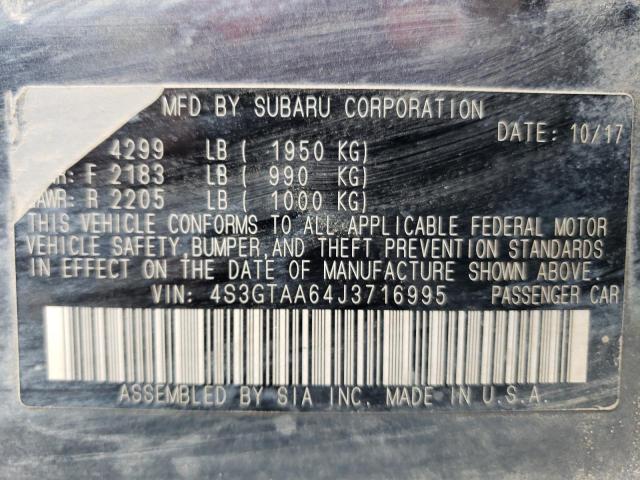 MFD BY SUBARU CORPORATION
DATE: 10/17
4299 LB ( 1950 KG)
R: F 2183 LB ( 990 KG)
AWR: R 2205 LB ( 1000 KG)
THIS VEHICLE CONFORMS TO ALL APPLICABLE FEDERAL MOTOR
VEHICLE SAFETY, BUMPER, AND THEFT PREVENTION STANDARDS
IN EFFECT ON THE DATE OF MANUFACTURE SHOWN ABOVE.
VIN: 4S3GTAA64J3716995 PASSENGER CAR
ASSEMBLED BY SIA INC. MADE IN U.S.A.